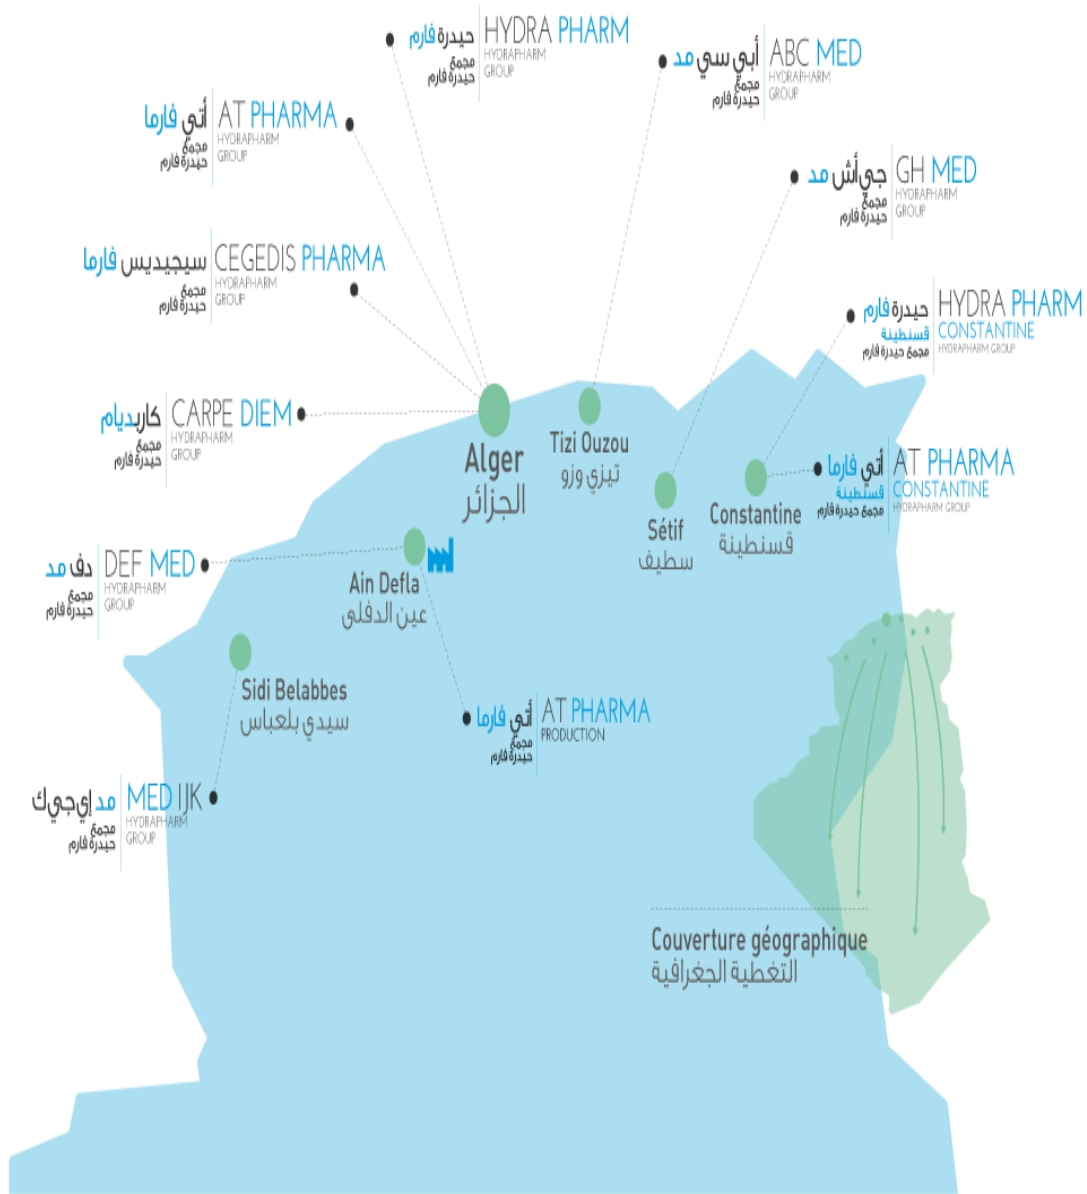 حيدرة فارم HYDRA PHARM
مجمع HYDRAPHARM
حيدرة فارم GROUP
أبي سي مد ABC MED
مجمع HYDRAPHARM
حيدرة فارم GROUP
أتي فارما AT PHARMA
مجمع HYDRAPHARM
حيدرة فارم GROUP
جي أش مد GH MED
مجمع HYDRAPHARM
حيدرة فارم GROUP
سيجيديس فارما CEGEDIS PHARMA
مجمع HYDRAPHARM
حيدرة فارم GROUP
حيدرة فارم HYDRA PHARM
قسنطينة CONSTANTINE
مجمع حيدرة فارم HYDRAPHARM GROUP
كاربديام CARPE DIEM
مجمع HYDRAPHARM
حيدرة فارم GROUP
Alger
الجزائر
Tizi Ouzou
تيزي وزو
Sétif
سطيف
Constantine
قسنطينة
أتي فارما AT PHARMA
قسنطينة CONSTANTINE
مجمع حيدرة فارم HYDRAPHARM GROUP
دف مد DEF MED
مجمع HYDRAPHARM
حيدرة فارم GROUP
Ain Defla
عين الدفلى
Sidi Belabbes
سيدي بلعباس
أتي فارما AT PHARMA
مجمع PRODUCTION
حيدرة فارم
مد إي جي ك MED IJK
مجمع HYDRAPHARM
حيدرة فارم GROUP
Couverture géographique
التغطية الجغرافية